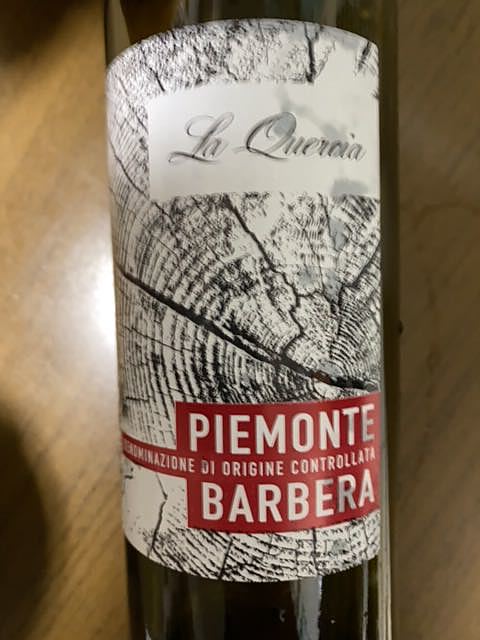 La Quercia
PIEMONTE
DENOMINAZIONE DI ORIGINE CONTROLLATA
BARBERA